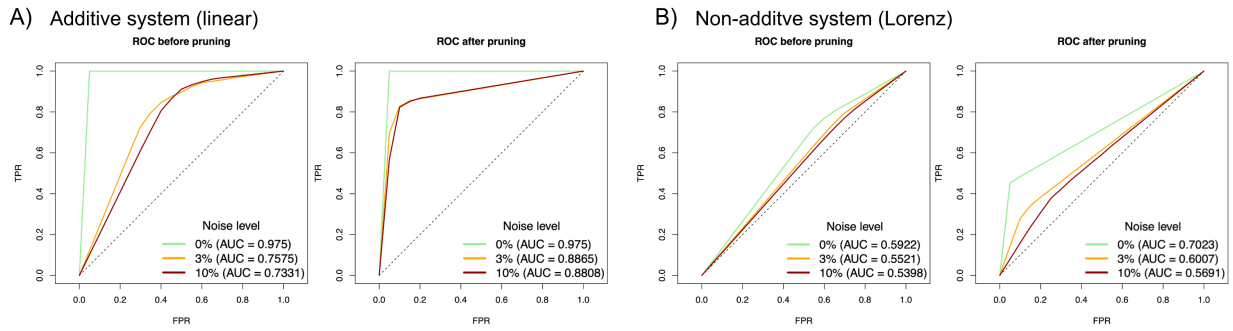 A) Additive system (linear)
ROC before pruning
TPR
0.0 0.2 0.4 0.6 0.8 1.0
Noise level
0% (AUC = 0.975)
3% (AUC = 0.7575)
10% (AUC = 0.7331)
0.0 0.2 0.4 0.6 0.8 1.0
FPR
ROC after pruning
TPR
0.0 0.2 0.4 0.6 0.8 1.0
Noise level
0% (AUC = 0.975)
3% (AUC = 0.8865)
10% (AUC = 0.8808)
0.0 0.2 0.4 0.6 0.8 1.0
FPR
B) Non-additve system (Lorenz)
ROC before pruning
TPR
0.0 0.2 0.4 0.6 0.8 1.0
Noise level
0% (AUC = 0.5922)
3% (AUC = 0.5521)
10% (AUC = 0.5398)
0.0 0.2 0.4 0.6 0.8 1.0
FPR
ROC after pruning
TPR
0.0 0.2 0.4 0.6 0.8 1.0
Noise level
0% (AUC = 0.7023)
3% (AUC = 0.6007)
10% (AUC = 0.5691)
0.0 0.2 0.4 0.6 0.8 1.0
FPR